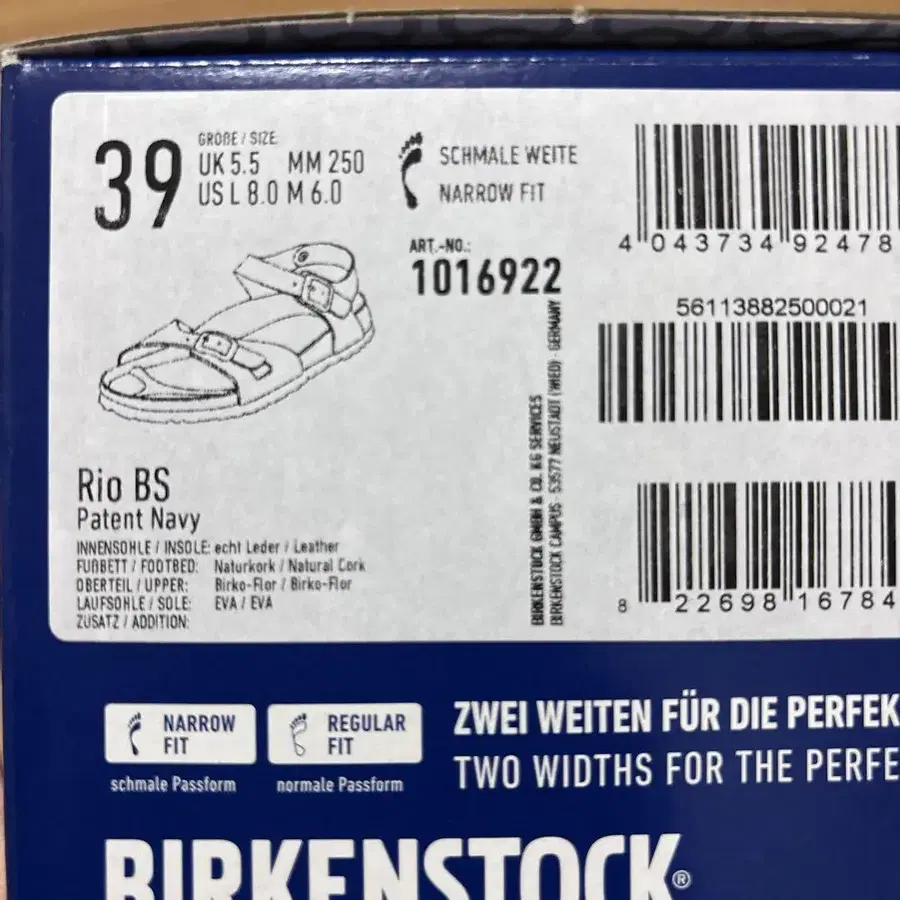 39
GRÖßE / SIZE
UK 5.5 MM 250
US L 8.0 M 6.0
SCHMALE WEITE
NARROW FIT
ART.-NO.:
1016922
4 043734 92478
56113882500021
8 22698 16784
BIRKENSTOCK GMBH & CO. KG SERVICES
BIRKENSTOCK CAMPUS · 53577 NEUSTADT (WIED) · GERMANY
Rio BS
Patent Navy
INNENSOHLE / INSOLE: echt Leder / Leather
FUßBETT / FOOTBED: Naturkork / Natural Cork
OBERTEIL / UPPER: Birko-Flor / Birko-Flor
LAUFSOHLE / SOLE: EVA / EVA
ZUSATZ / ADDITION:
NARROW FIT
schmale Passform
REGULAR FIT
normale Passform
ZWEI WEITEN FÜR DIE PERFEK
TWO WIDTHS FOR THE PERFE
BIRKENSTOCK®